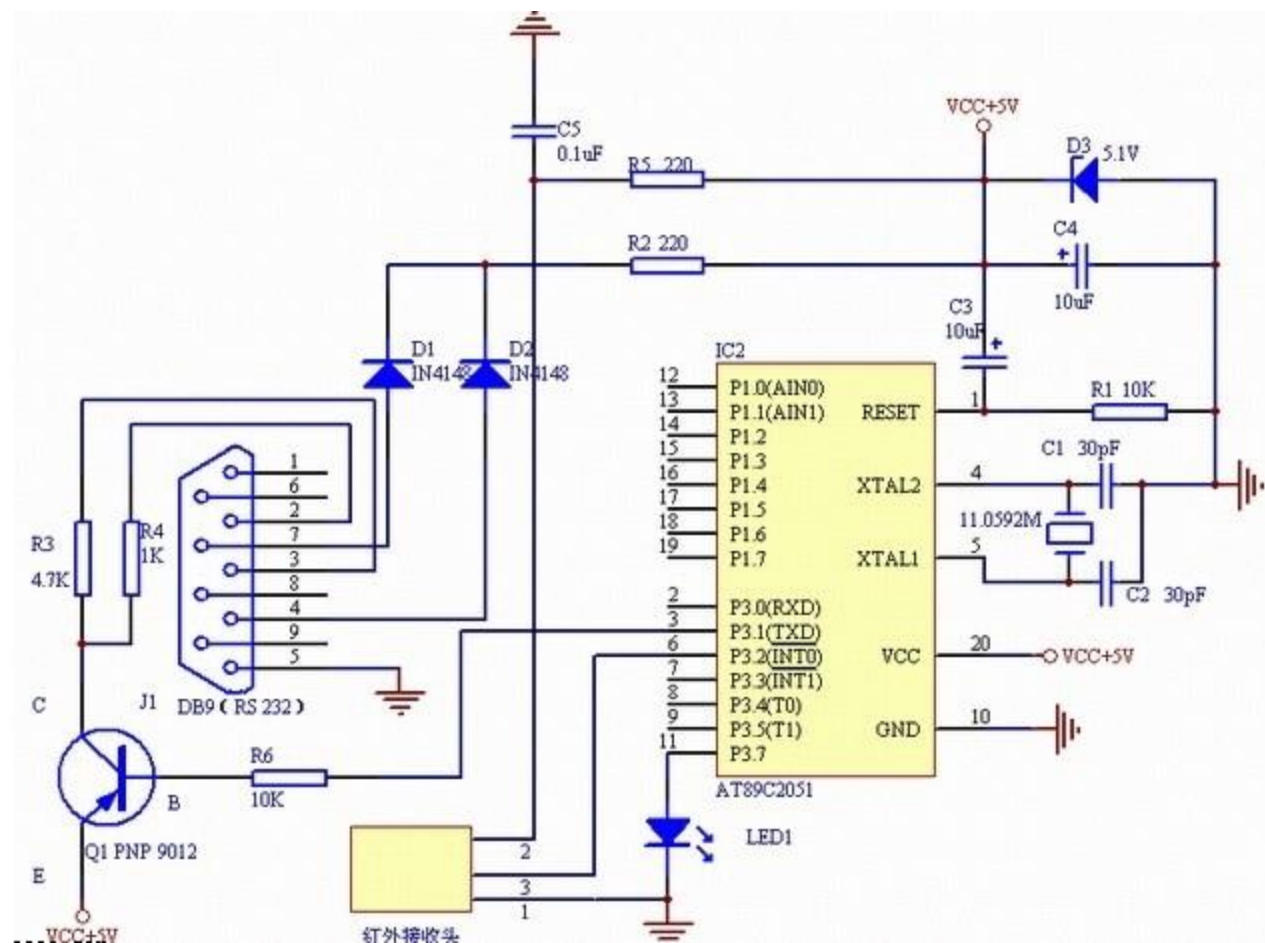 C5
0.1uF
VCC+5V
D3 5.1V
R5 220
C4
10uF
R2 220
C3
10uF
D1
IN4148
D2
IN4148
IC2
12
13
14
15
16
17
18
19
2
3
6
7
8
9
11
P1.0(AIN0)
P1.1(AIN1)
P1.2
P1.3
P1.4
P1.5
P1.6
P1.7
P3.0(RXD)
P3.1(TXD)
P3.2(INT0)
P3.3(INT1)
P3.4(T0)
P3.5(T1)
P3.7
RESET
XTAL2
XTAL1
VCC
GND
1
4
5
20
10
AT89C2051
R1 10K
C1 30pF
11.0592M
C2 30pF
VCC+5V
R3
4.7K
R4
1K
1
6
2
7
3
8
4
9
5
J1 DB9 ( RS 232 )
C
B
E
R6
10K
Q1 PNP 9012
VCC+5V
2
3
1
红外接收头
LED1